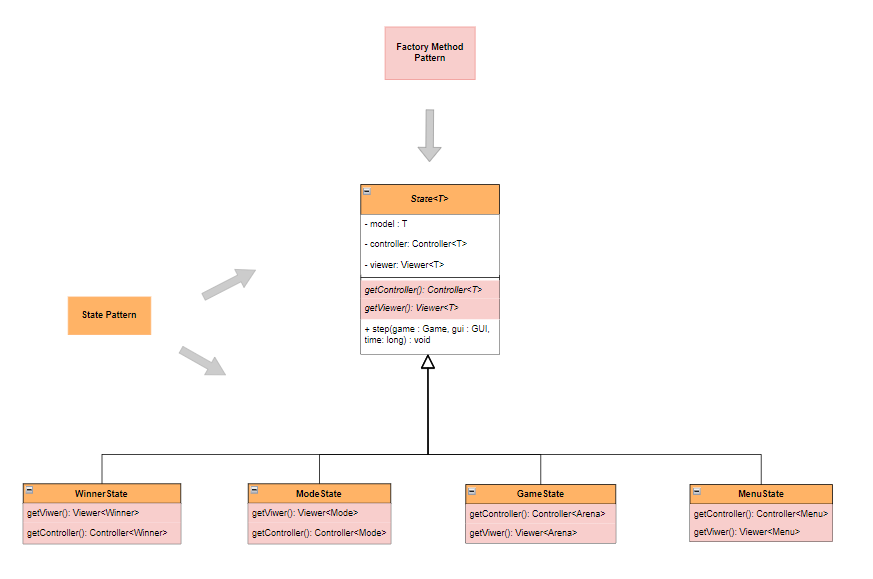 Factory Method
Pattern
State<T>
- model : T
- controller: Controller<T>
- viewer: Viewer<T>
getController(): Controller<T>
getViewer(): Viewer<T>
+ step(game : Game, gui : GUI,
time: long) : void
State Pattern
WinnerState
getViwer(): Viewer<Winner>
getController(): Controller<Winner>
ModeState
getViwer(): Viewer<Mode>
getController(): Controller<Mode>
GameState
getController(): Controller<Arena>
getViwer(): Viewer<Arena>
MenuState
getController(): Controller<Menu>
getViwer(): Viewer<Menu>